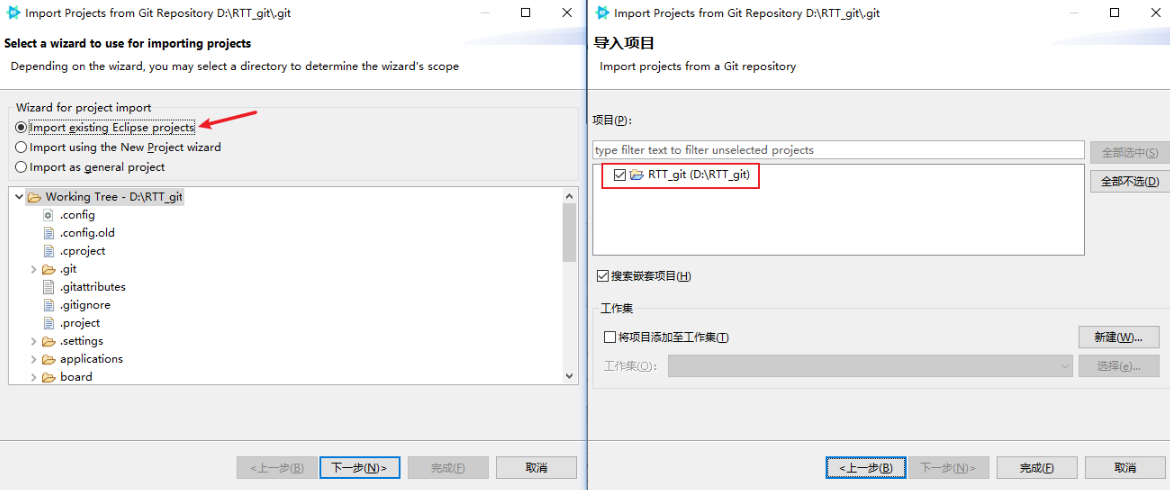 Import Projects from Git Repository D:\RTT_git\.git
Select a wizard to use for importing projects
Depending on the wizard, you may select a directory to determine the wizard's scope
Wizard for project import
Import existing Eclipse projects
Import using the New Project wizard
Import as general project
Working Tree - D:\RTT_git
.config
.config.old
.cproject
.git
.gitattributes
.gitignore
.project
.settings
applications
board
<上一步(B)
下一步(N)>
完成(F)
取消
Import Projects from Git Repository D:\RTT_git\.git
导入项目
Import projects from a Git repository
项目(P):
type filter text to filter unselected projects
全部选中(S)
RTT_git (D:\RTT_git)
全部不选(D)
搜索嵌套项目(H)
工作集
将项目添加至工作集(T)
新建(W)...
工作集(O):
选择(e)...
<上一步(B)
下一步(N)>
完成(F)
取消